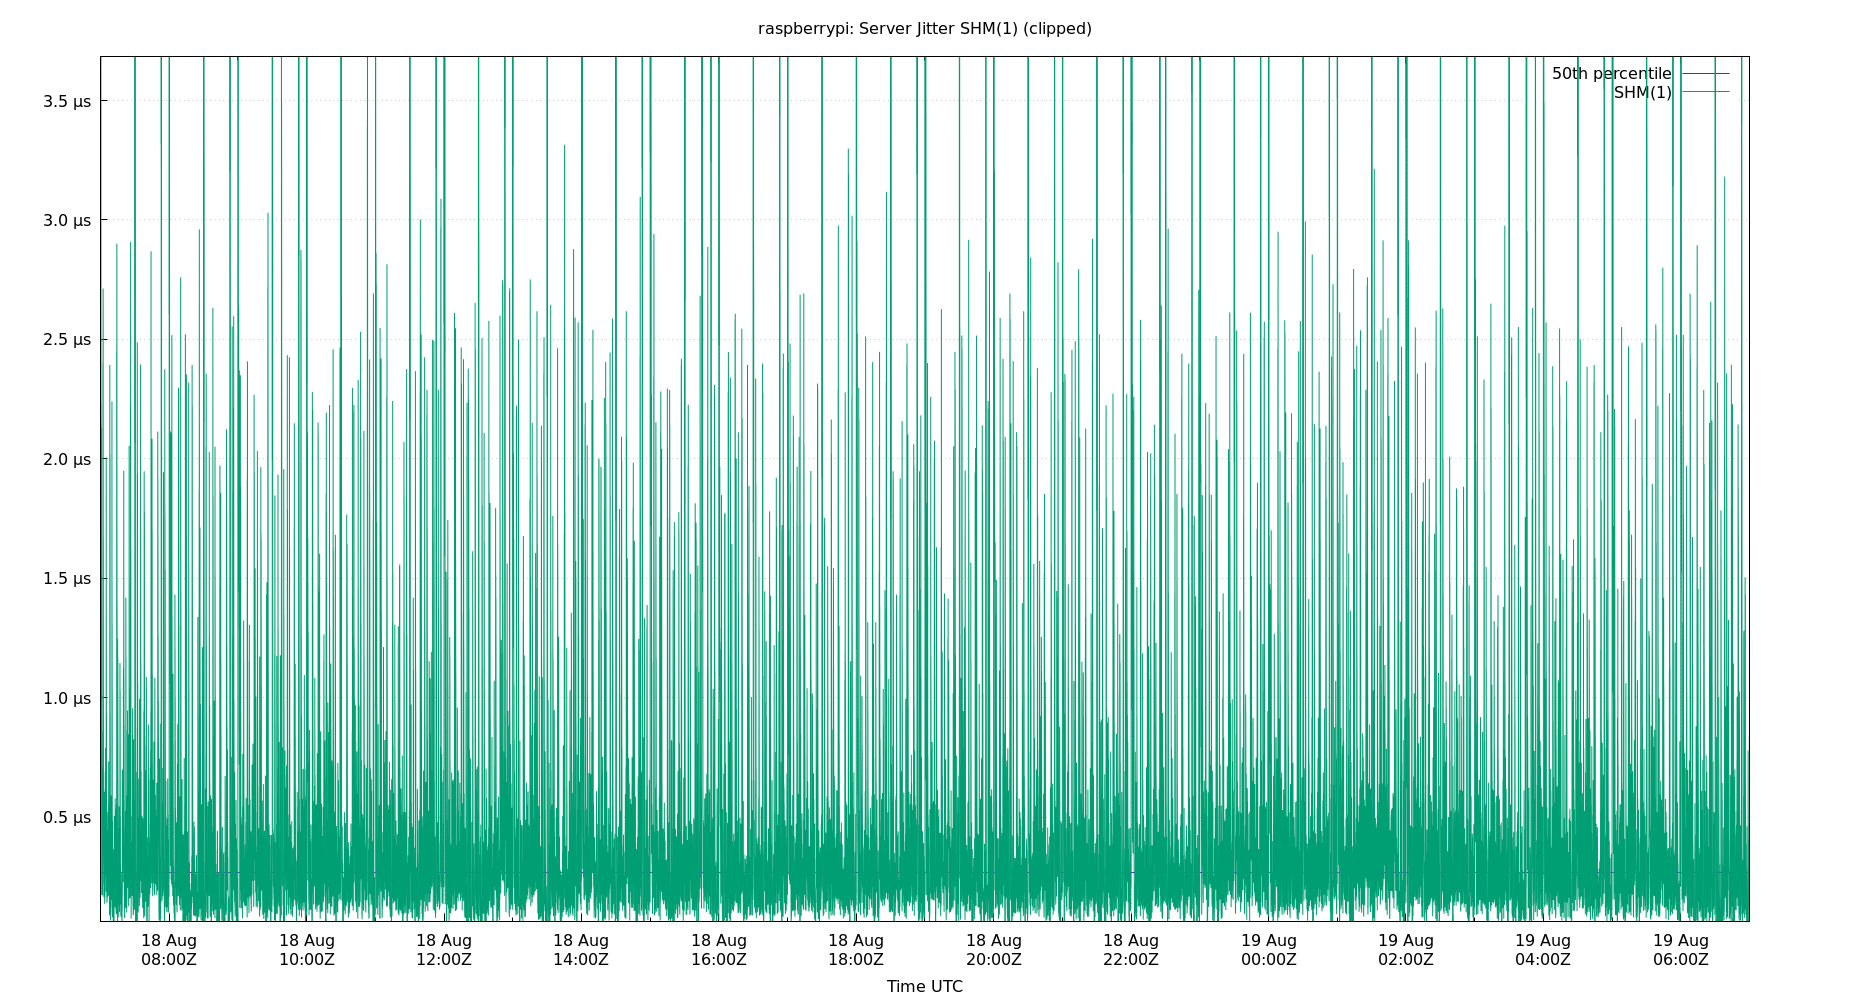 raspberrypi: Server Jitter SHM(1) (clipped)
50th percentile
SHM(1)
3.5 μs
3.0 μs
2.5 μs
2.0 μs
1.5 μs
1.0 μs
0.5 μs
18 Aug 18 Aug 18 Aug 18 Aug 18 Aug 18 Aug 18 Aug 18 Aug 19 Aug 19 Aug 19 Aug 19 Aug
08:00Z 10:00Z 12:00Z 14:00Z 16:00Z 18:00Z 20:00Z 22:00Z 00:00Z 02:00Z 04:00Z 06:00Z
Time UTC